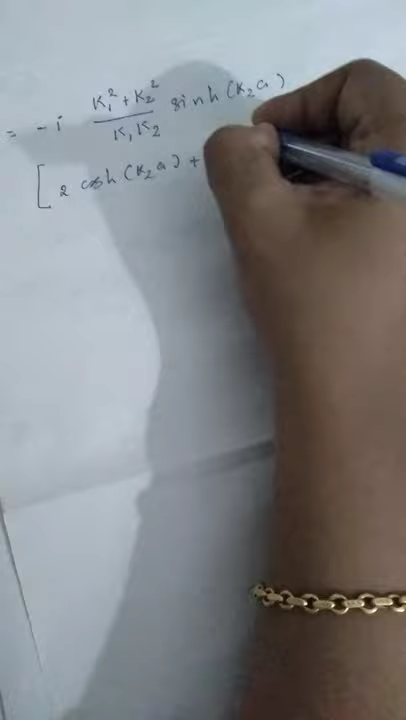 = -i (K₁² + K₂²)/(K₁K₂) sinh(K₂a)
[2 cosh(K₂a) +